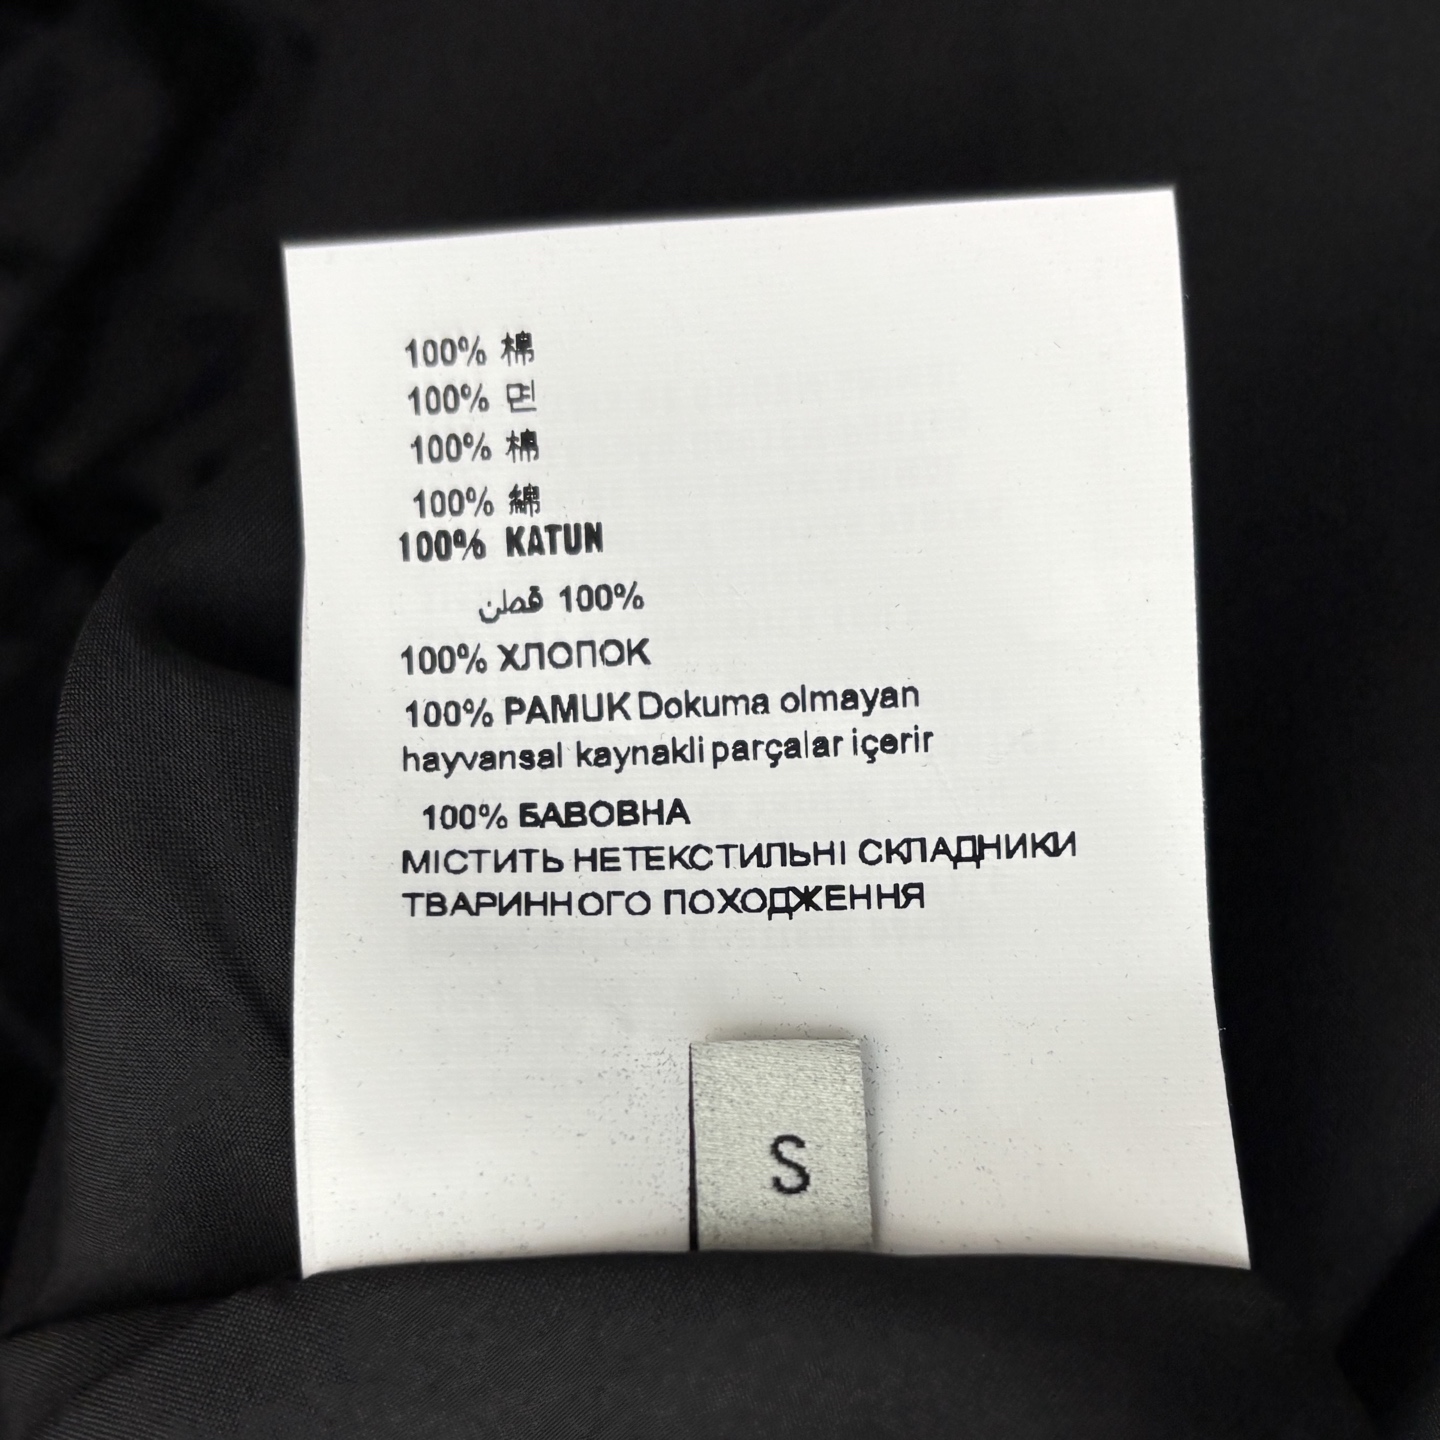 100% 棉
100% 면
100% 棉
100% 綿
100% KATUN
100% قطن
100% ХЛОПОК
100% PAMUK Dokuma olmayan
hayvansal kaynakli parçalar içerir
100% БАВОВНА
МІСТИТЬ НЕТЕКСТИЛЬНІ СКЛАДНИКИ
ТВАРИННОГО ПОХОДЖЕННЯ
S